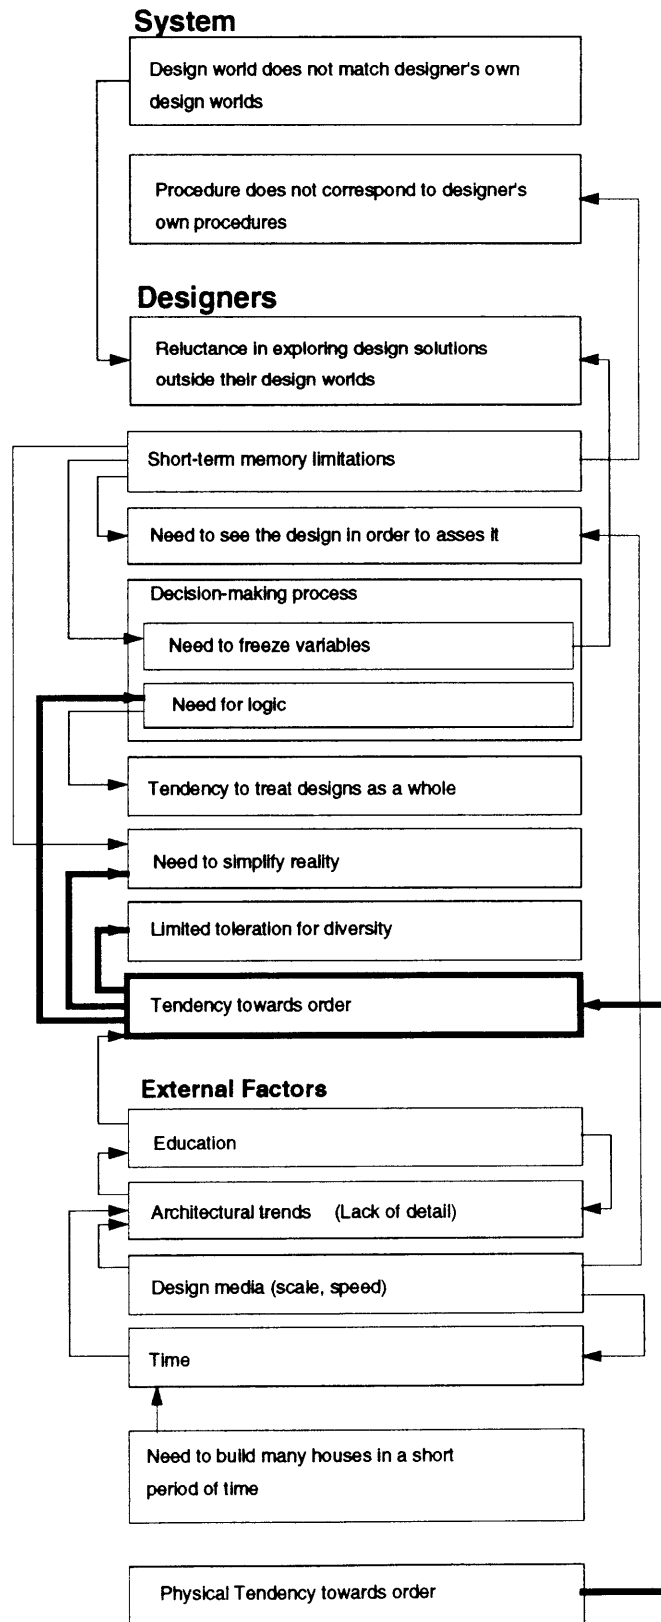 System
Design world does not match designer's own
design worlds
Procedure does not correspond to designer's
own procedures
Designers
Reluctance in exploring design solutions
outside their design worlds
Short-term memory limitations
Need to see the design in order to asses it
Decision-making process
Need to freeze variables
Need for logic
Tendency to treat designs as a whole
Need to simplify reality
Limited toleration for diversity
Tendency towards order
External Factors
Education
Architectural trends (Lack of detail)
Design media (scale, speed)
Time
Need to build many houses in a short
period of time
Physical Tendency towards order